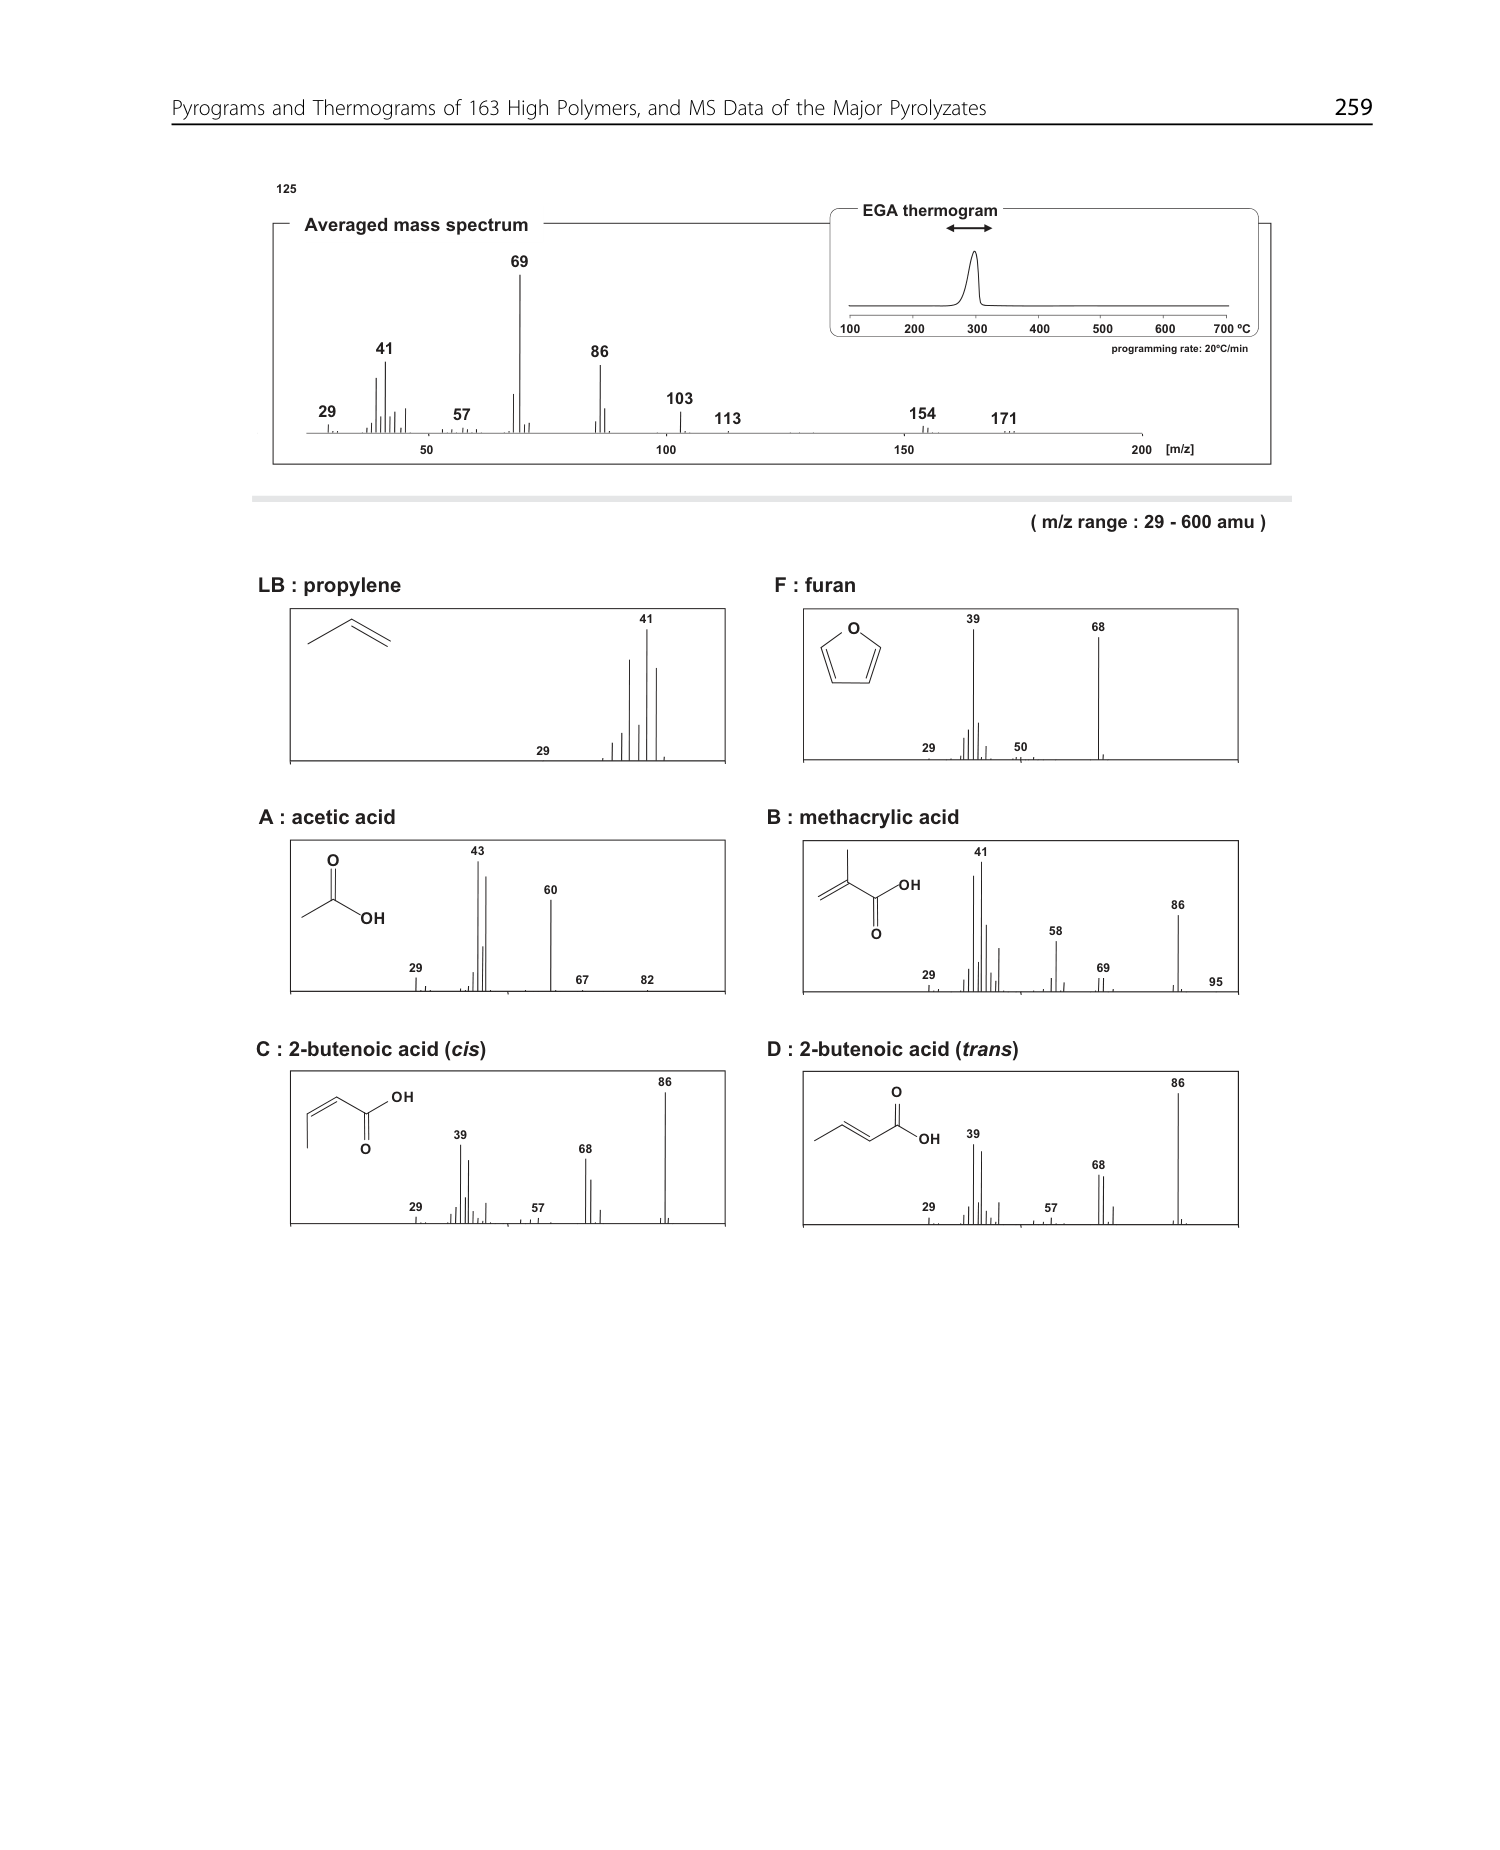 Pyrograms and Thermograms of 163 High Polymers, and MS Data of the Major Pyrolyzates 259
125
Averaged mass spectrum
EGA thermogram
69
41
86
29
57
103
113
154
171
100 200 300 400 500 600 700 ºC
programming rate: 20ºC/min
50 100 150 200 [m/z]
( m/z range : 29 - 600 amu )
LB : propylene
41
29
F : furan
O
39
68
29
50
A : acetic acid
O
OH
43
60
29
67
82
B : methacrylic acid
OH
O
41
86
58
29
69
95
C : 2-butenoic acid (cis)
OH
O
86
39
68
29
57
D : 2-butenoic acid (trans)
O
OH
86
39
68
29
57